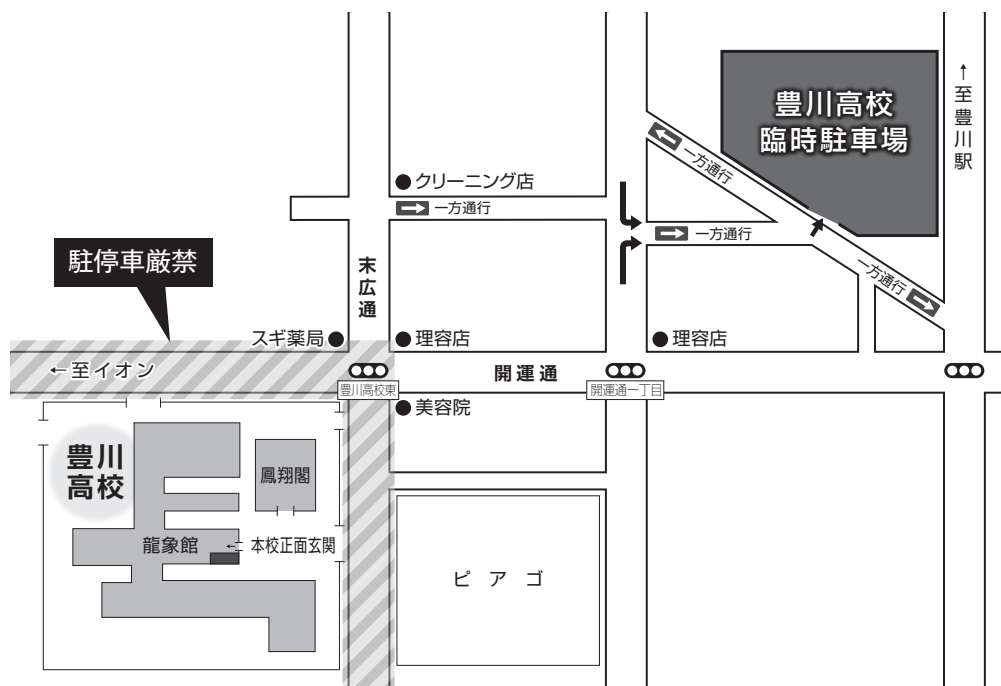 豊川高校
臨時駐車場
↑至豊川駅
一方通行
クリーニング店
一方通行
一方通行
一方通行
駐停車厳禁
末広通
スギ薬局
理容店
理容店
←至イオン
開運通
豊川高校東
開運通一丁目
美容院
豊川
高校
鳳翔閣
龍象館
←
本校正面玄関
ピアゴ